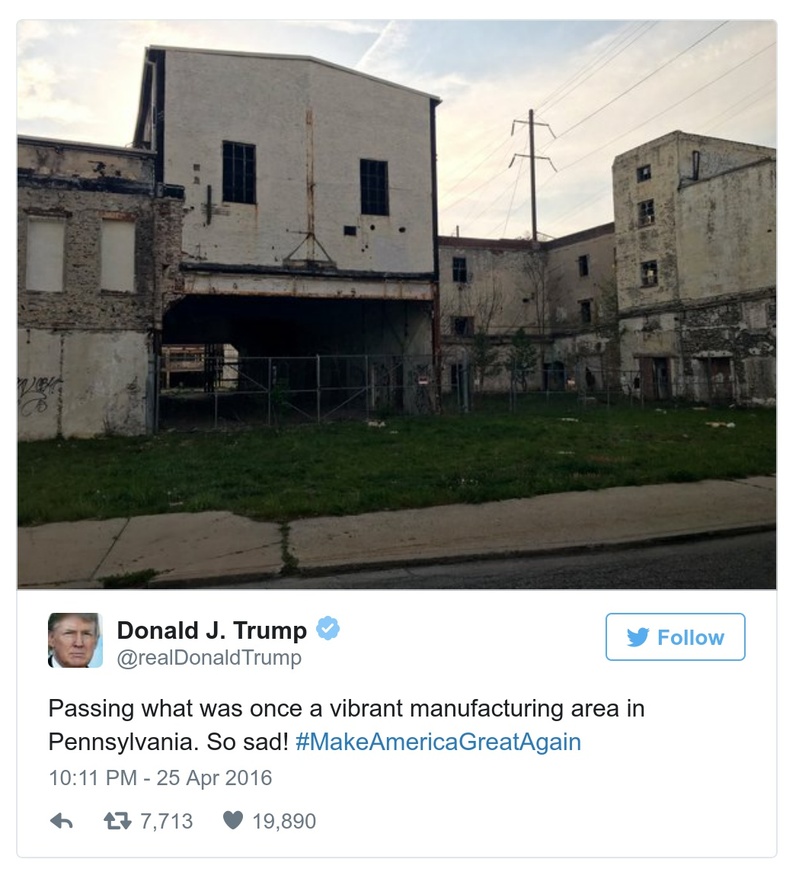 Donald J. Trump
Follow
@realDonaldTrump
Passing what was once a vibrant manufacturing area in
Pennsylvania. So sad! #MakeAmericaGreatAgain
10:11 PM - 25 Apr 2016
7,713 19,890